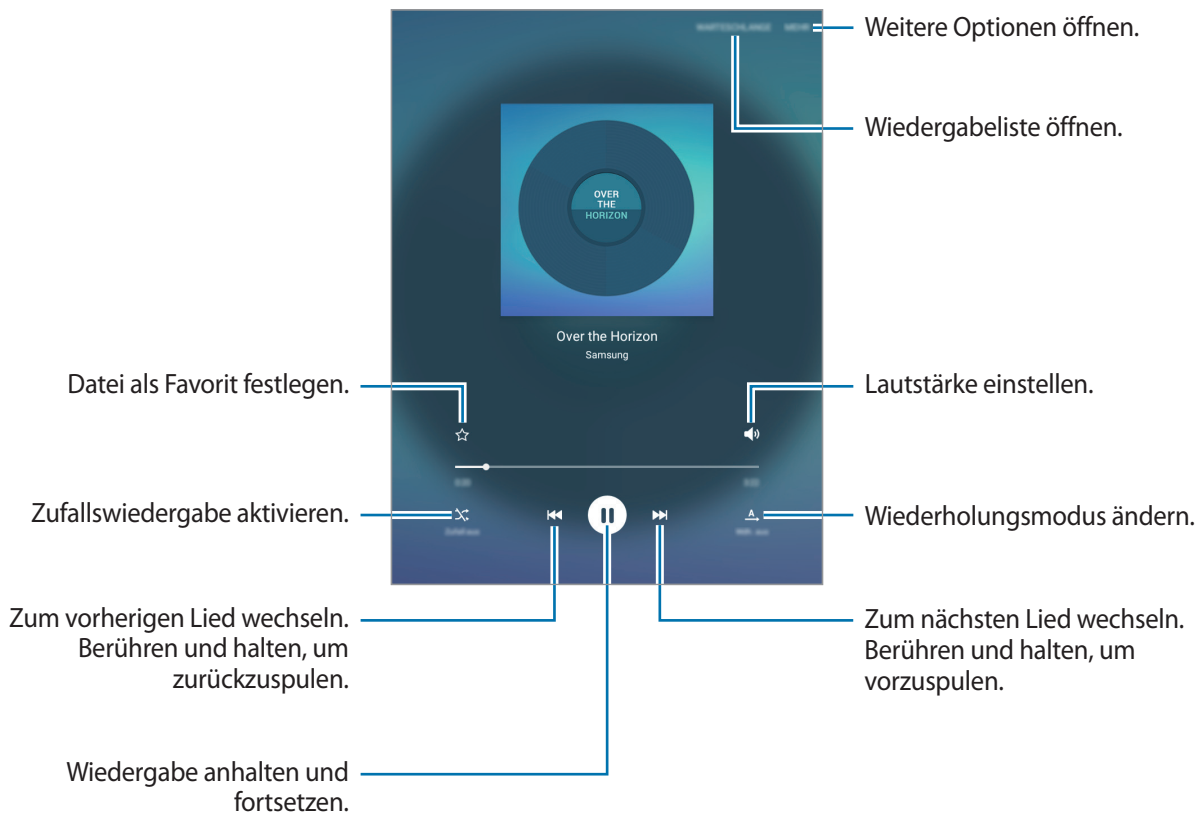 WARTESCHLANGE MEHR
Weitere Optionen öffnen.
Wiedergabeliste öffnen.
OVER
THE
HORIZON
Over the Horizon
Samsung
Datei als Favorit festlegen.
Lautstärke einstellen.
Zufallswiedergabe aktivieren.
A
Wiederholungsmodus ändern.
Zum vorherigen Lied wechseln.
Berühren und halten, um
zurückzuspulen.
Zum nächsten Lied wechseln.
Berühren und halten, um
vorzuspulen.
Wiedergabe anhalten und
fortsetzen.